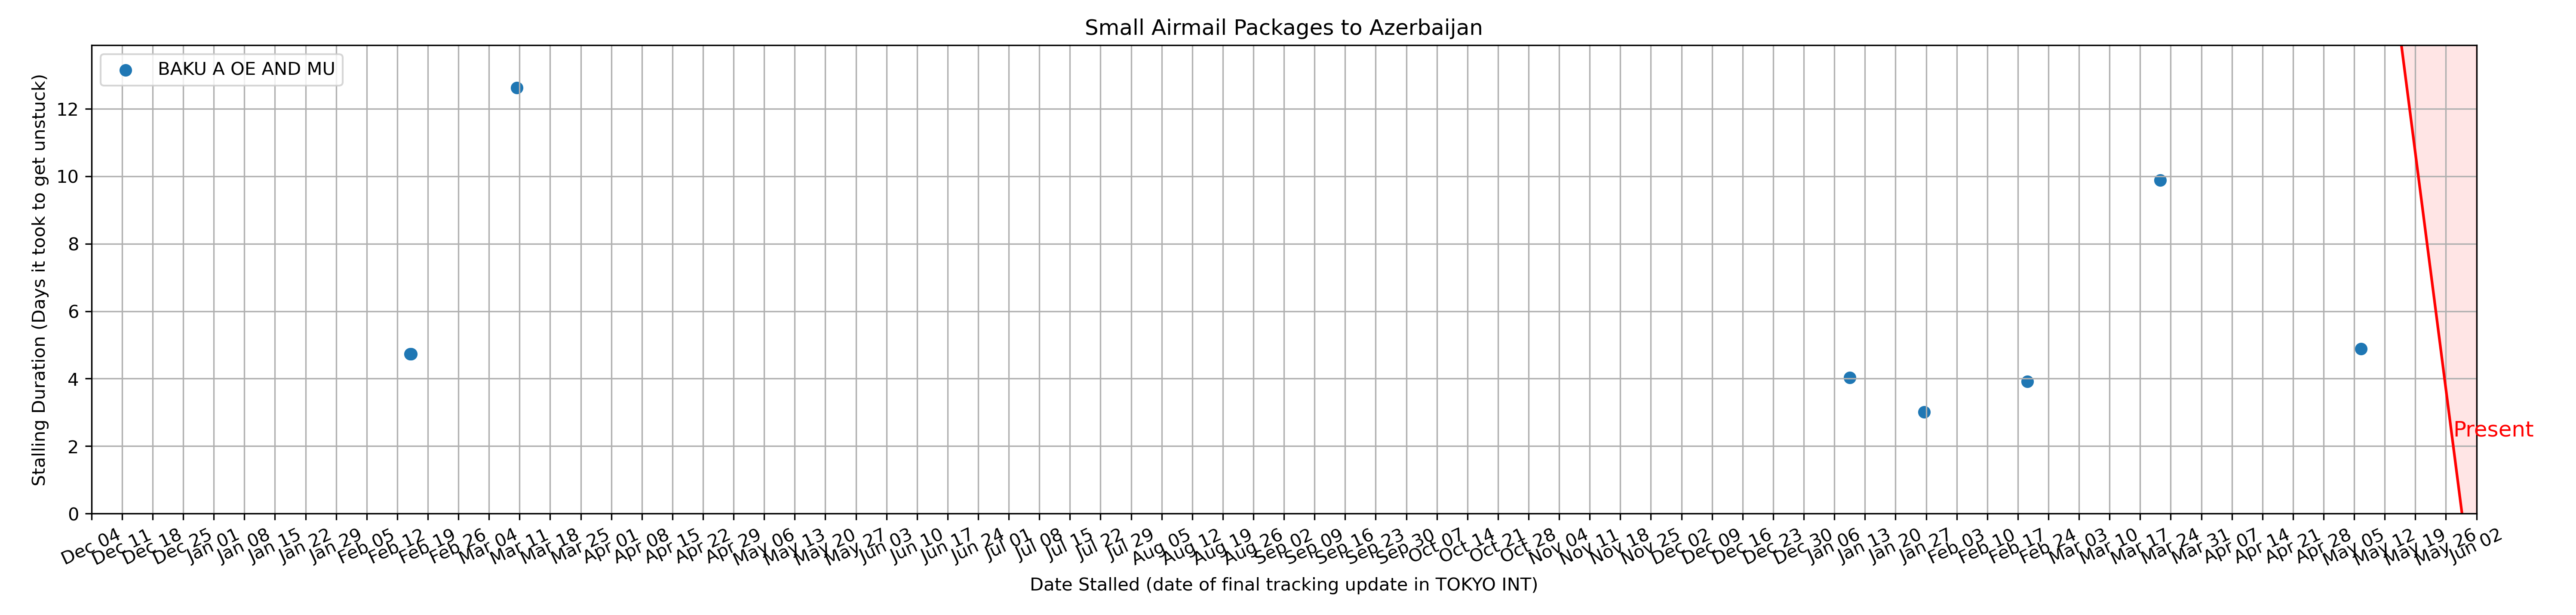 Small Airmail Packages to Azerbaijan
BAKU A OE AND MU
Stalling Duration (Days it took to get unstuck)
12
10
8
6
4
2
0
Present
Dec 04 Dec 11 Dec 18 Dec 25 Jan 01 Jan 08 Jan 15 Jan 22 Jan 29 Feb 05 Feb 12 Feb 19 Feb 26 Mar 04 Mar 11 Mar 18 Mar 25 Apr 01 Apr 08 Apr 15 Apr 22 Apr 29 May 06 May 13 May 20 May 27 Jun 03 Jun 10 Jun 17 Jun 24 Jul 01 Jul 08 Jul 15 Jul 22 Jul 29 Aug 05 Aug 12 Aug 19 Aug 26 Sep 02 Sep 09 Sep 16 Sep 23 Sep 30 Oct 07 Oct 14 Oct 21 Oct 28 Nov 04 Nov 11 Nov 18 Nov 25 Dec 02 Dec 09 Dec 16 Dec 23 Dec 30 Jan 06 Jan 13 Jan 20 Jan 27 Feb 03 Feb 10 Feb 17 Feb 24 Mar 03 Mar 10 Mar 17 Mar 24 Mar 31 Apr 07 Apr 14 Apr 21 Apr 28 May 05 May 12 May 19 May 26 Jun 02
Date Stalled (date of final tracking update in TOKYO INT)